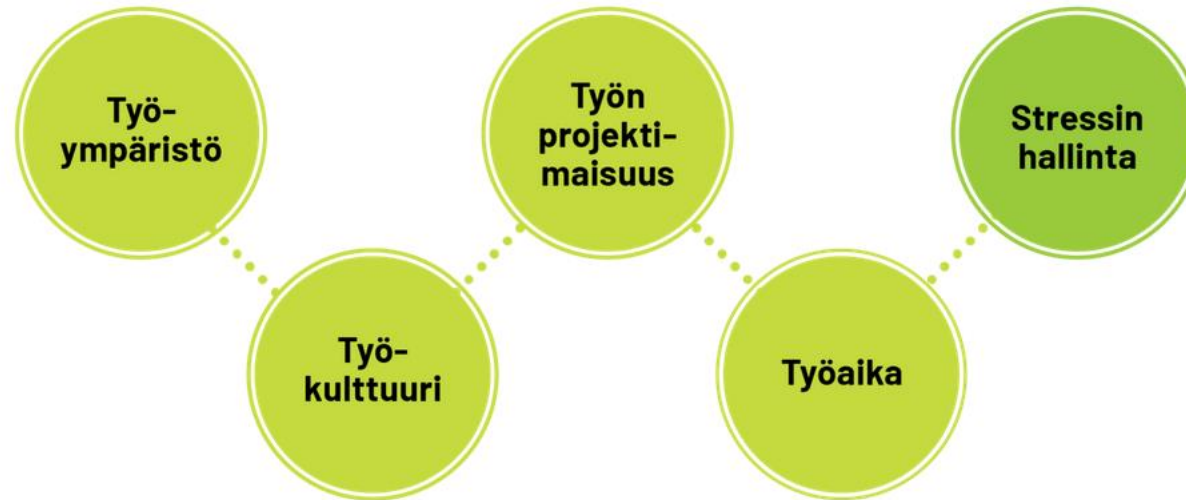 Työ-
ympäristö
Työ-
kulttuuri
Työn
projekti-
maisuus
Työaika
Stressin
hallinta